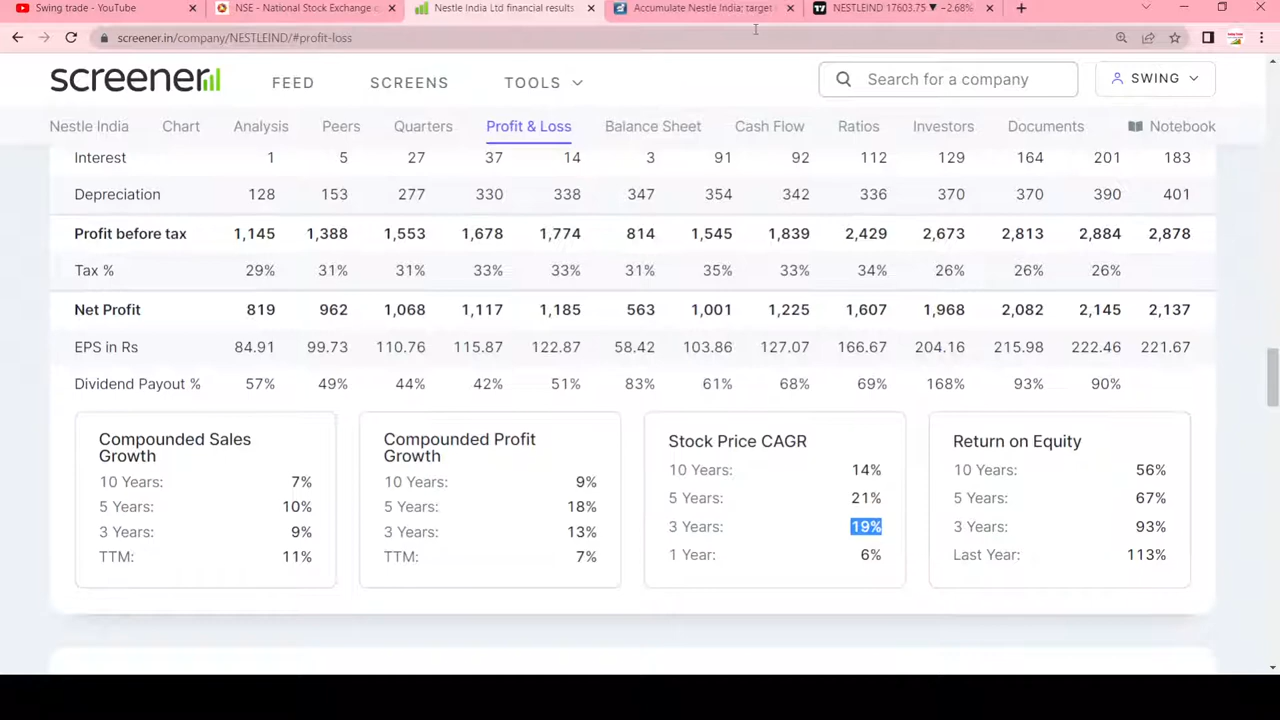 Swing trade - YouTube
NSE - National Stock Exchange o
Nestle India Ltd financial results
Accumulate Nestle India; target
NESTLEIND 17603.75 ▼ −2.68%
screener.in/company/NESTLEIND/#profit-loss
screener FEED SCREENS TOOLS Search for a company SWING
Nestle India Chart Analysis Peers Quarters Profit & Loss Balance Sheet Cash Flow Ratios Investors Documents Notebook
Interest 1 5 27 37 14 3 91 92 112 129 164 201 183
Depreciation 128 153 277 330 338 347 354 342 336 370 370 390 401
Profit before tax 1,145 1,388 1,553 1,678 1,774 814 1,545 1,839 2,429 2,673 2,813 2,884 2,878
Tax % 29% 31% 31% 33% 33% 31% 35% 33% 34% 26% 26% 26%
Net Profit 819 962 1,068 1,117 1,185 563 1,001 1,225 1,607 1,968 2,082 2,145 2,137
EPS in Rs 84.91 99.73 110.76 115.87 122.87 58.42 103.86 127.07 166.67 204.16 215.98 222.46 221.67
Dividend Payout % 57% 49% 44% 42% 51% 83% 61% 68% 69% 168% 93% 90%
Compounded Sales
Growth
10 Years: 7%
5 Years: 10%
3 Years: 9%
TTM: 11%
Compounded Profit
Growth
10 Years: 9%
5 Years: 18%
3 Years: 13%
TTM: 7%
Stock Price CAGR
10 Years: 14%
5 Years: 21%
3 Years: 19%
1 Year: 6%
Return on Equity
10 Years: 56%
5 Years: 67%
3 Years: 93%
Last Year: 113%